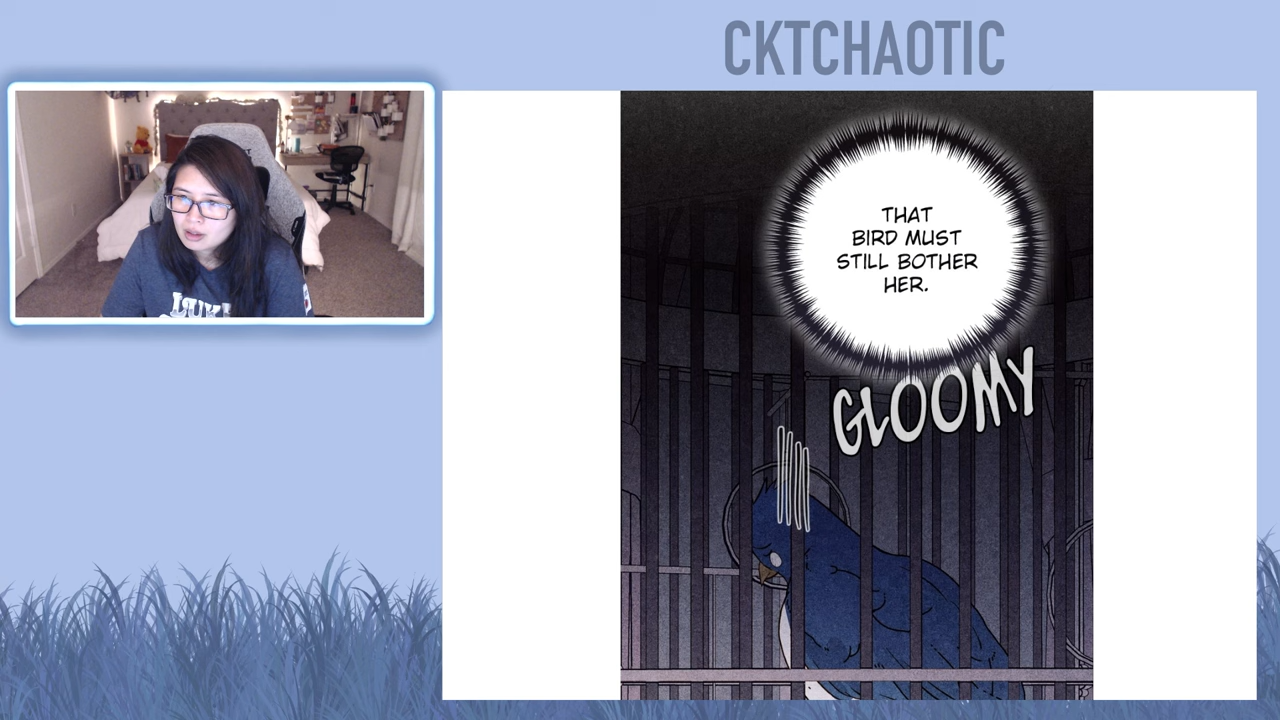 CKTCHAOTIC
THAT
BIRD MUST
STILL BOTHER
HER.
GLOOMY